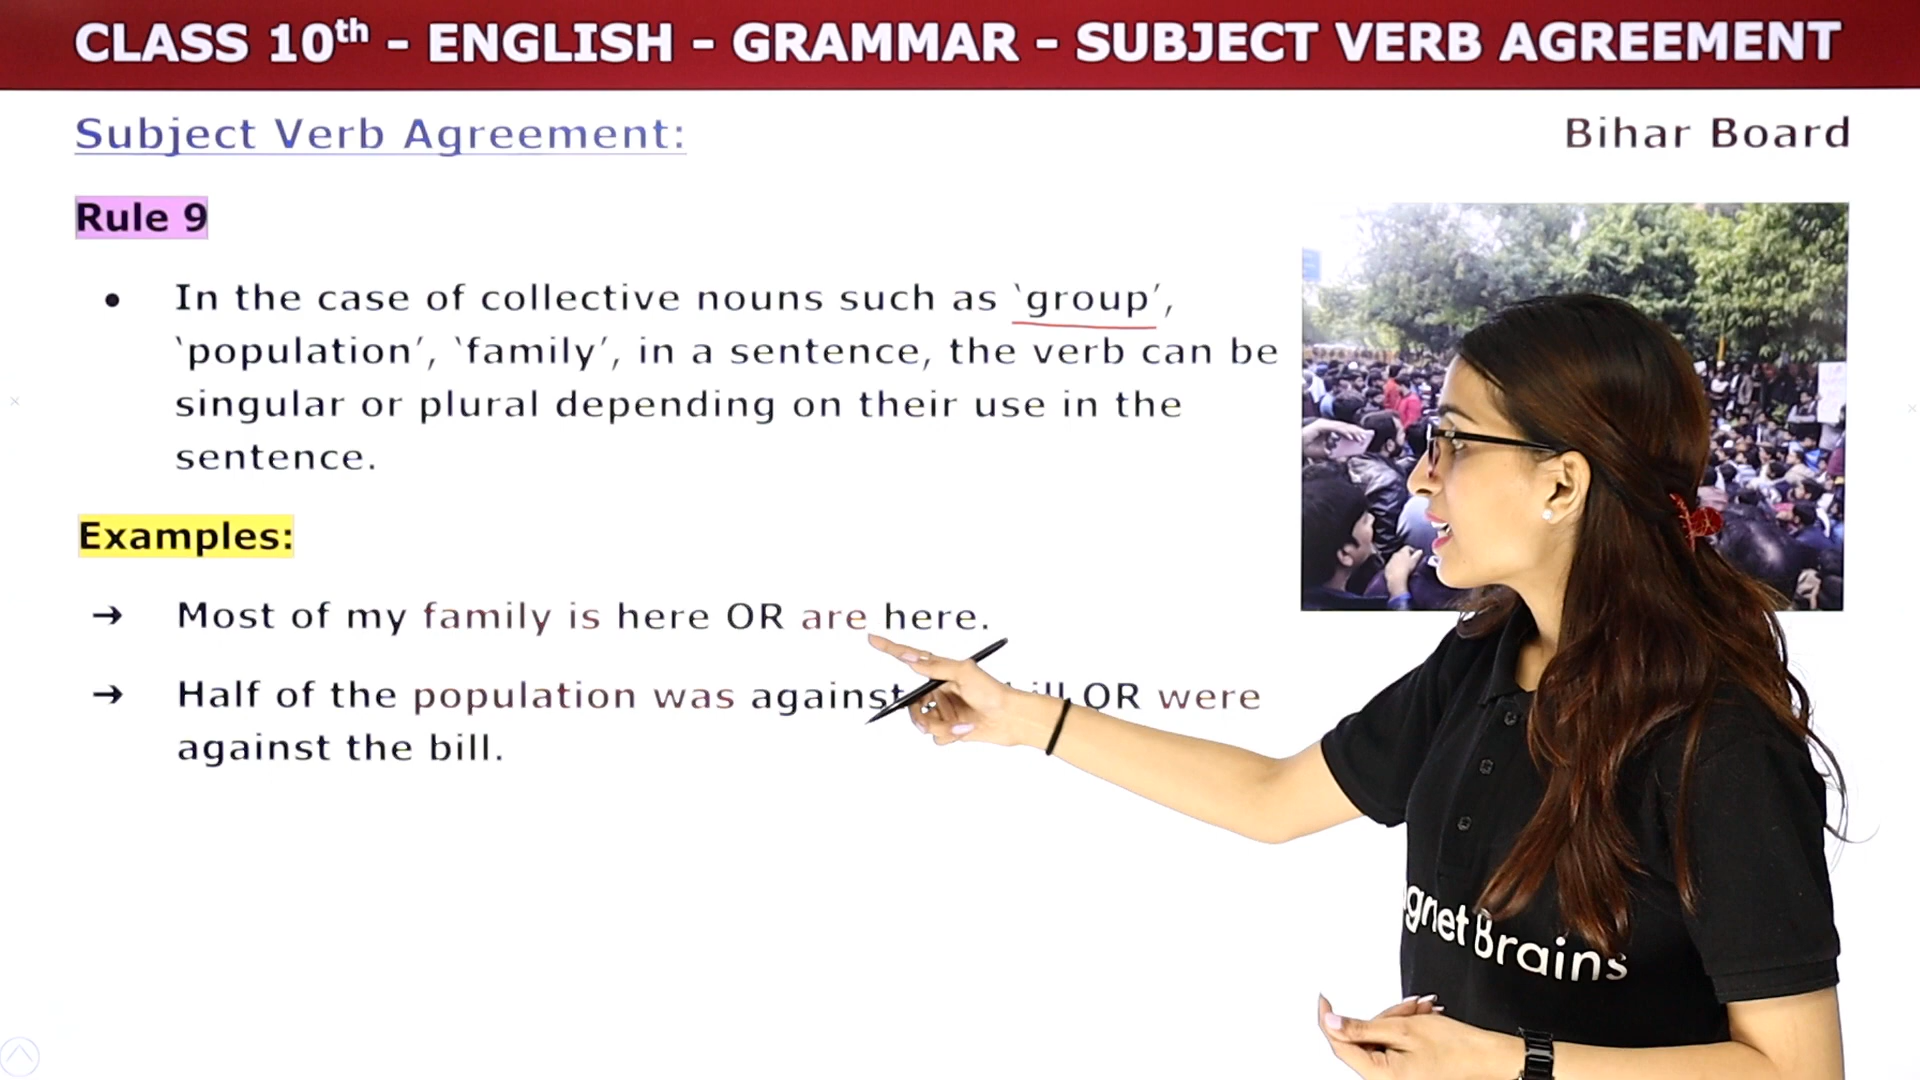 CLASS 10th - ENGLISH - GRAMMAR - SUBJECT VERB AGREEMENT
Subject Verb Agreement:
Bihar Board
Rule 9
• In the case of collective nouns such as ‘group’,
‘population’, ‘family’, in a sentence, the verb can be
singular or plural depending on their use in the
sentence.
Examples:
→ Most of my family is here OR are here.
→ Half of the population was against OR were
against the bill.
gnet Brains